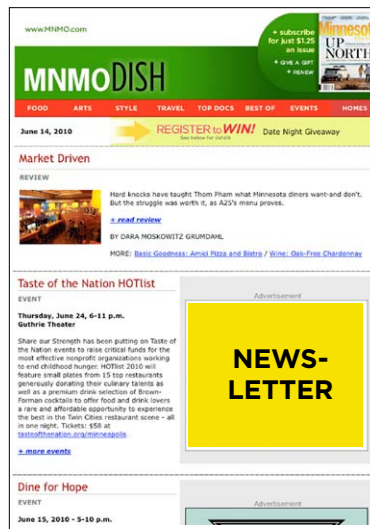 www.MNMO.com
+ subscribe
for just $1.25
an issue
+ GIVE A GIFT
+ RENEW
Minnesota
UP
NORTH
MNMODISH
FOOD ARTS STYLE TRAVEL TOP DOCS BEST OF EVENTS HOMES
June 14, 2010
REGISTER to WIN!
See below for details
Date Night Giveaway
Market Driven
REVIEW
Hard knocks have taught Thom Pham what Minnesota diners want-and don't.
But the struggle was worth it, as A25's menu proves.
+ read review
BY DARA MOSKOWITZ GRUMDAHL
MORE: Basic Goodness: Amici Pizza and Bistro / Wine: Oak-Free Chardonnay
Taste of the Nation HOTlist
EVENT
Thursday, June 24, 6-11 p.m.
Guthrie Theater
Share our Strength has been putting on Taste of
the Nation events to raise critical funds for the
most effective nonprofit organizations working
to end childhood hunger. HOTlist 2010 will
feature small plates from 15 top restaurants
generously donating their culinary talents as
well as a premium drink selection of Brown-
Forman cocktails to offer food and drink lovers
a rare and affordable opportunity to experience
the best in the Twin Cities restaurant scene - all
in one night. Tickets: $58 at
tasteofthenation.org/minneapolis.
+ more events
Advertisement
NEWS-
LETTER
Dine for Hope
EVENT
June 15, 2010 - 5-10 p.m.
Advertisement